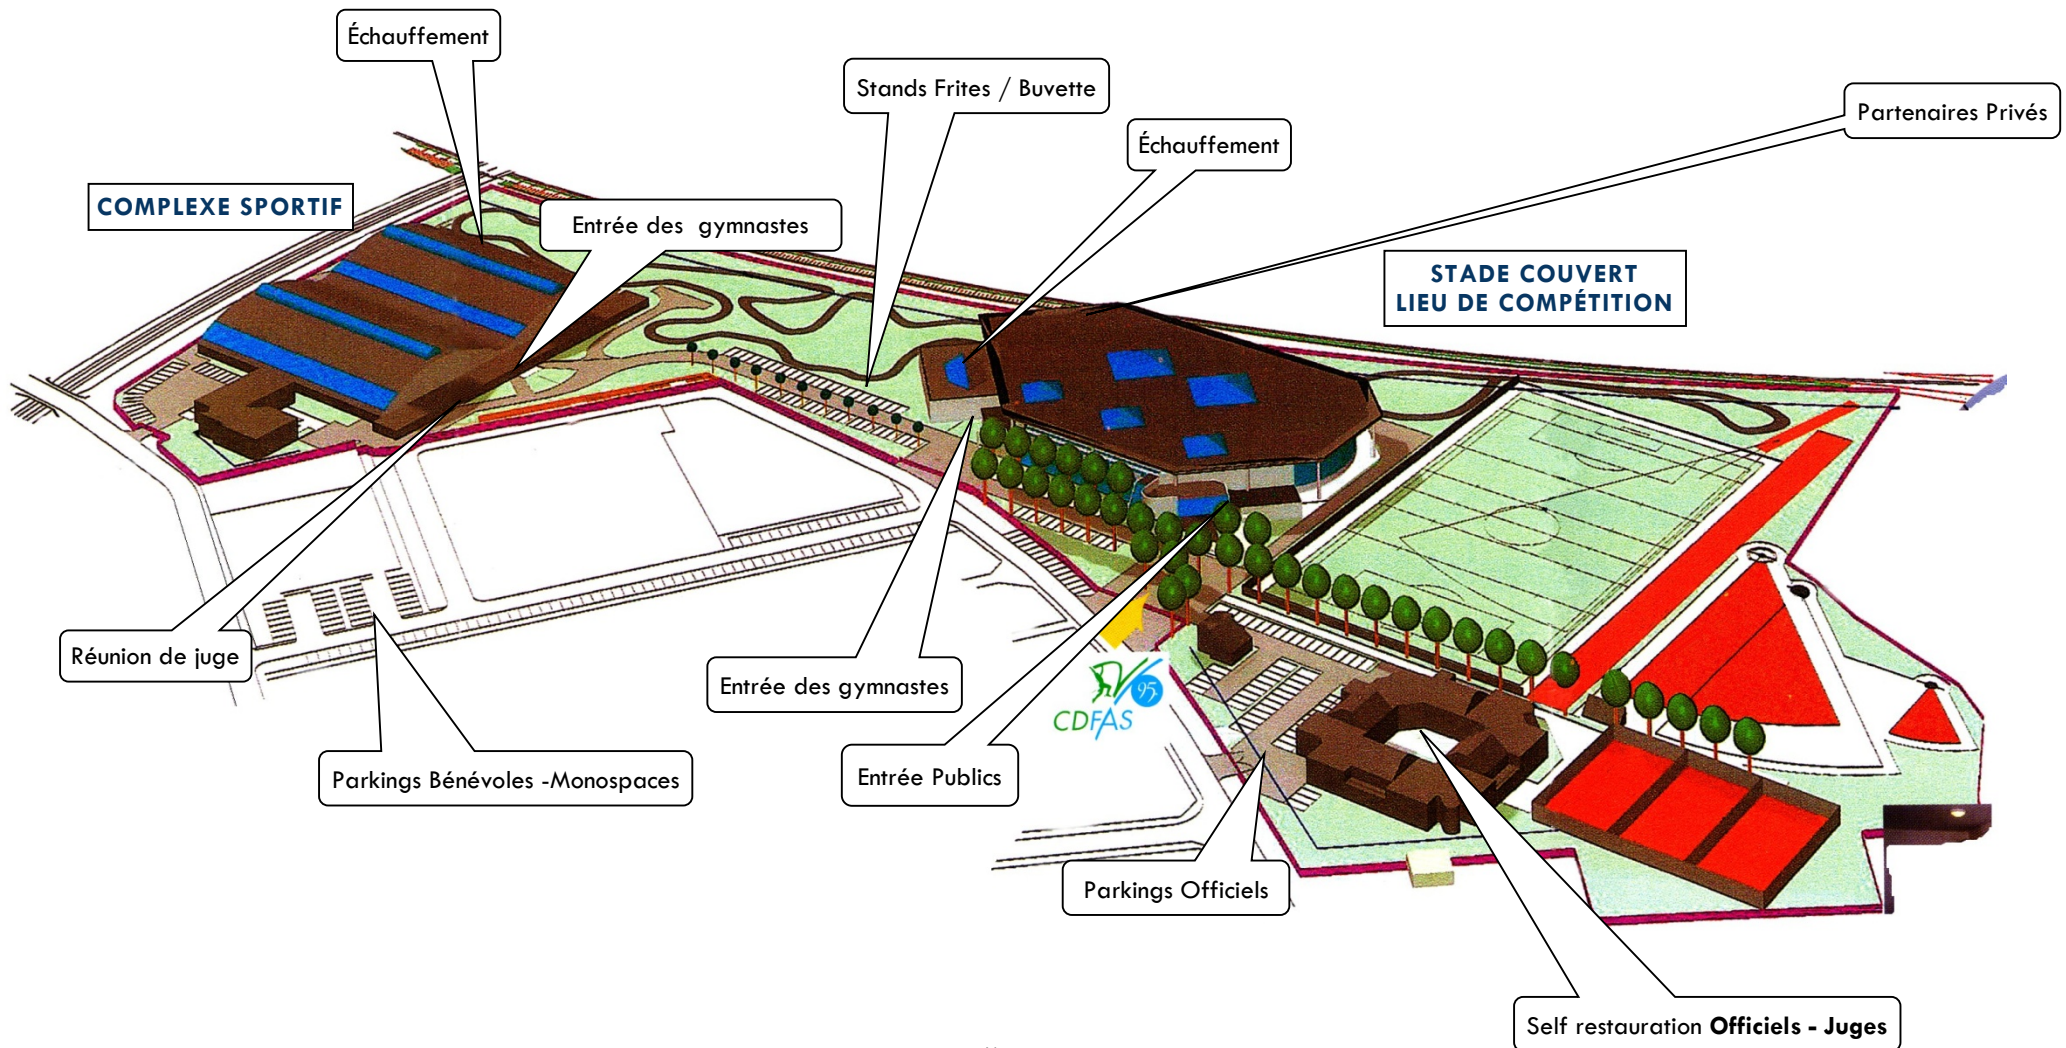 Échauffement
Stands Frites / Buvette
Partenaires Privés
Échauffement
COMPLEXE SPORTIF
Entrée des gymnastes
STADE COUVERT
LIEU DE COMPÉTITION
Réunion de juge
Entrée des gymnastes
95
CDFAS
Parkings Bénévoles -Monospaces
Entrée Publics
Parkings Officiels
Self restauration Officiels - Juges